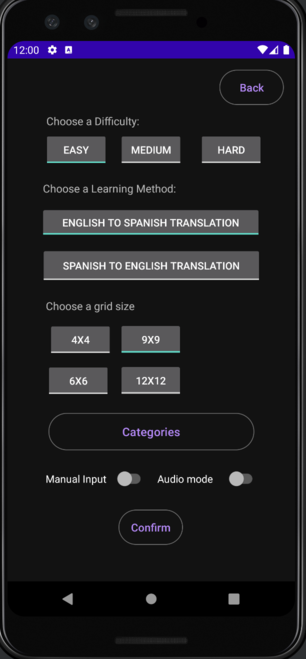 12:00 A
Back
Choose a Difficulty:
EASY MEDIUM HARD
Choose a Learning Method:
ENGLISH TO SPANISH TRANSLATION
SPANISH TO ENGLISH TRANSLATION
Choose a grid size
4X4 9X9
6X6 12X12
Categories
Manual Input Audio mode
Confirm